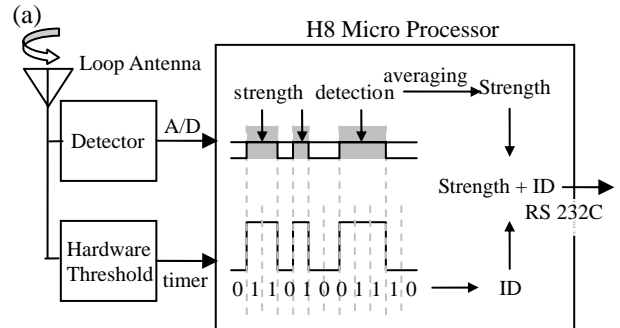 (a)
H8 Micro Processor
Loop Antenna
averaging
strength detection
Strength
A/D
Detector
Strength + ID
RS 232C
Hardware
Threshold
timer
0 1 1 0 1 0 0 1 1 1 0
ID